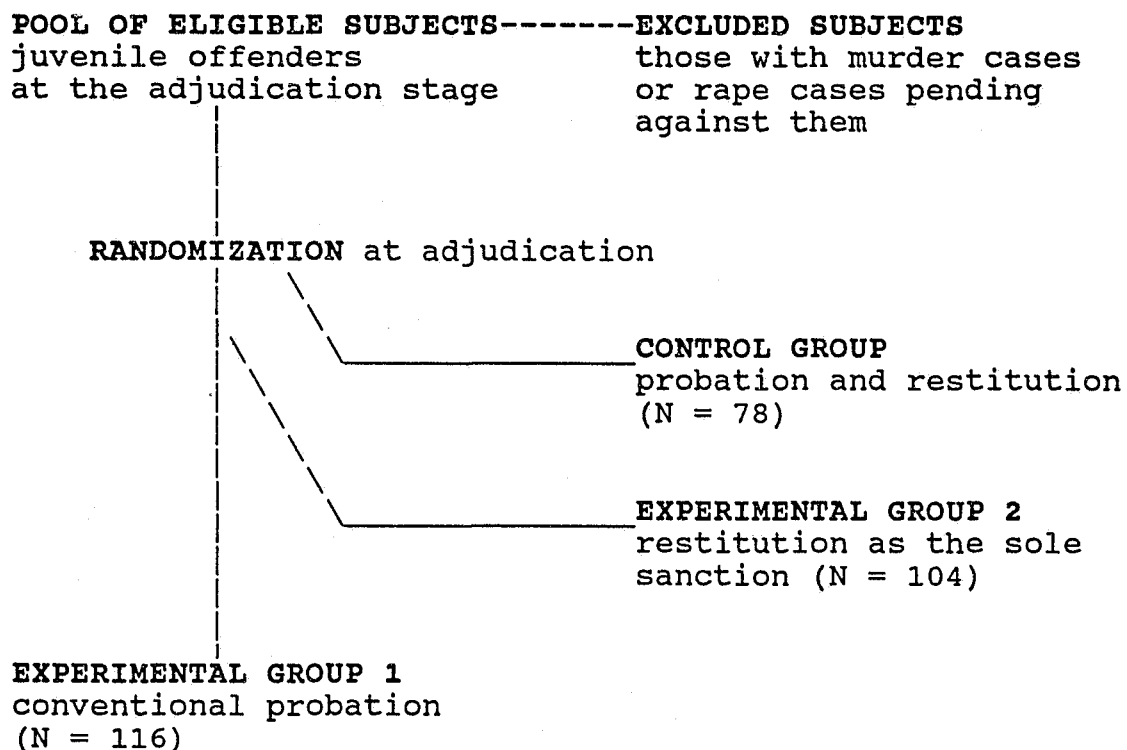 POOL OF ELIGIBLE SUBJECTS-------EXCLUDED SUBJECTS
juvenile offenders
at the adjudication stage
those with murder cases
or rape cases pending
against them
RANDOMIZATION at adjudication
CONTROL GROUP
probation and restitution
(N = 78)
EXPERIMENTAL GROUP 2
restitution as the sole
sanction (N = 104)
EXPERIMENTAL GROUP 1
conventional probation
(N = 116)